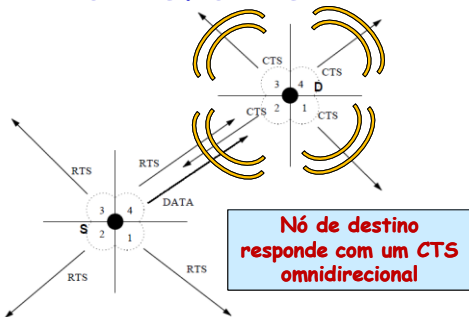 CTS
CTS
3 4
D
2 1
CTS
CTS
RTS
RTS
DATA
3 4
S
2 1
RTS
RTS
Nó de destino
responde com um CTS
omnidirecional